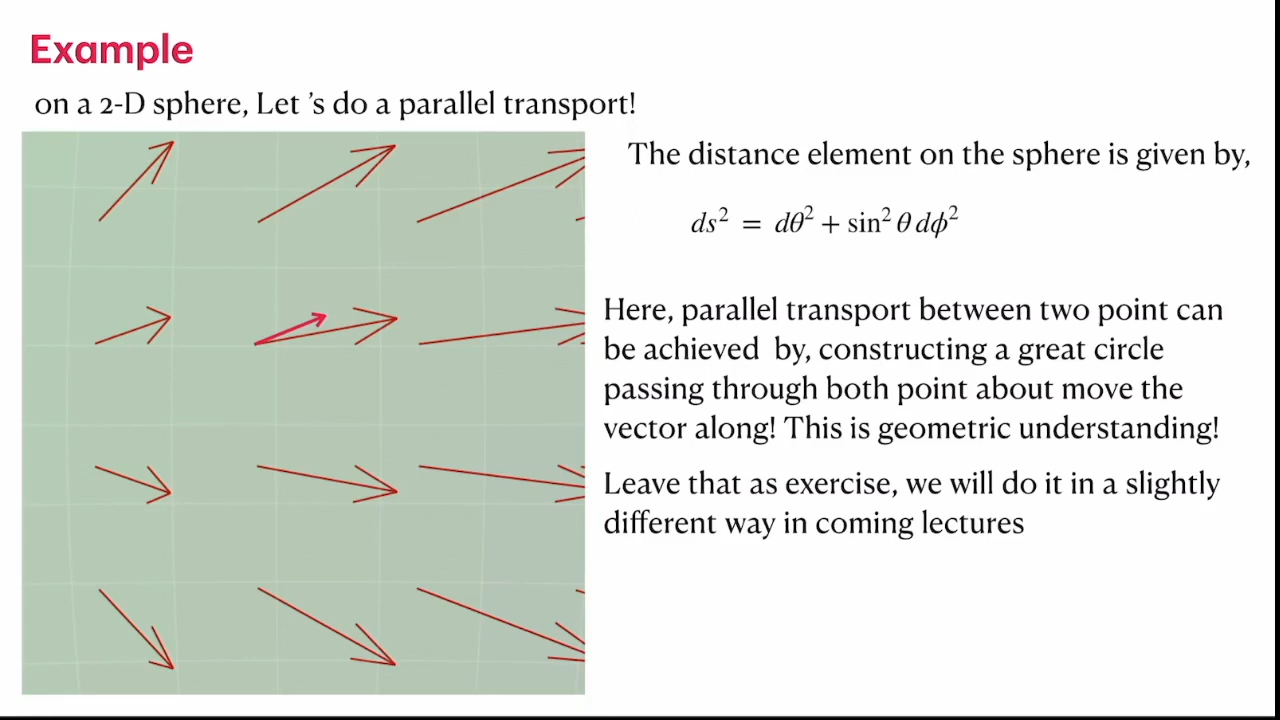 Example
on a 2-D sphere, Let 's do a parallel transport!
The distance element on the sphere is given by,
ds² = dθ² + sin² θ dϕ²
Here, parallel transport between two point can
be achieved by, constructing a great circle
passing through both point about move the
vector along! This is geometric understanding!
Leave that as exercise, we will do it in a slightly
different way in coming lectures